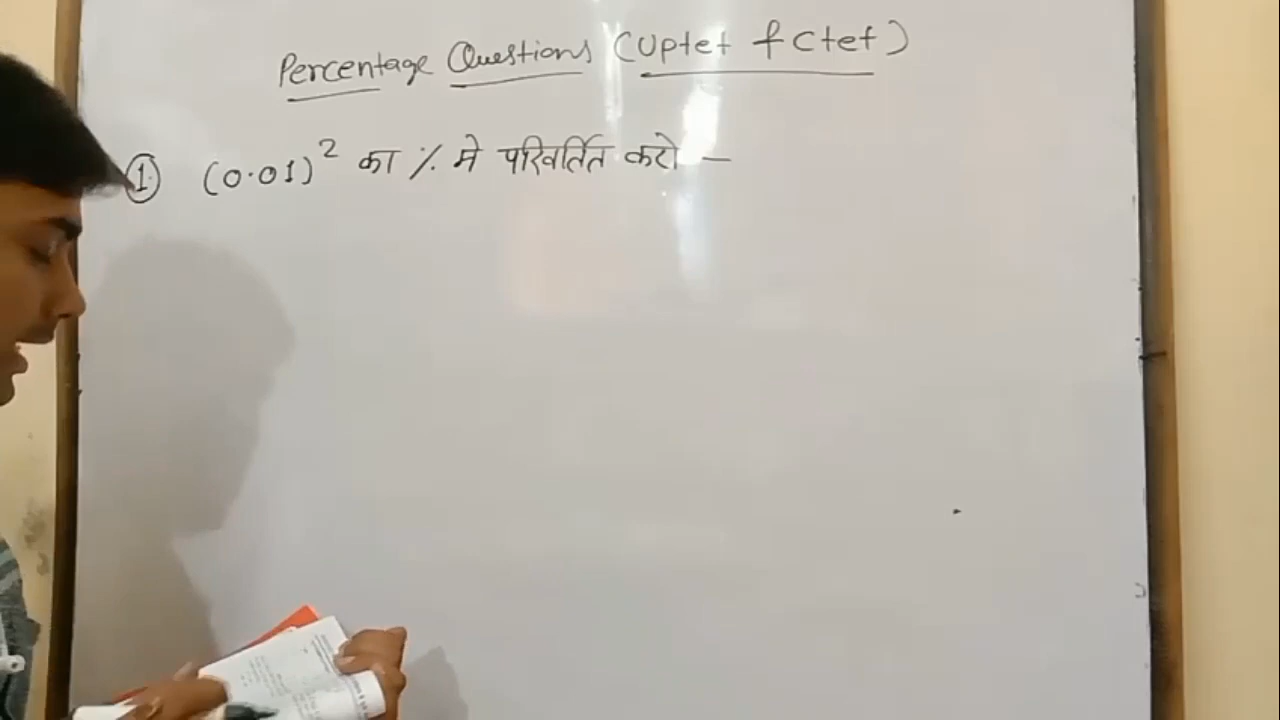 Percentage Questions (Uptet & Ctet)
① (0.01)² का % मे परिवर्तित करो —